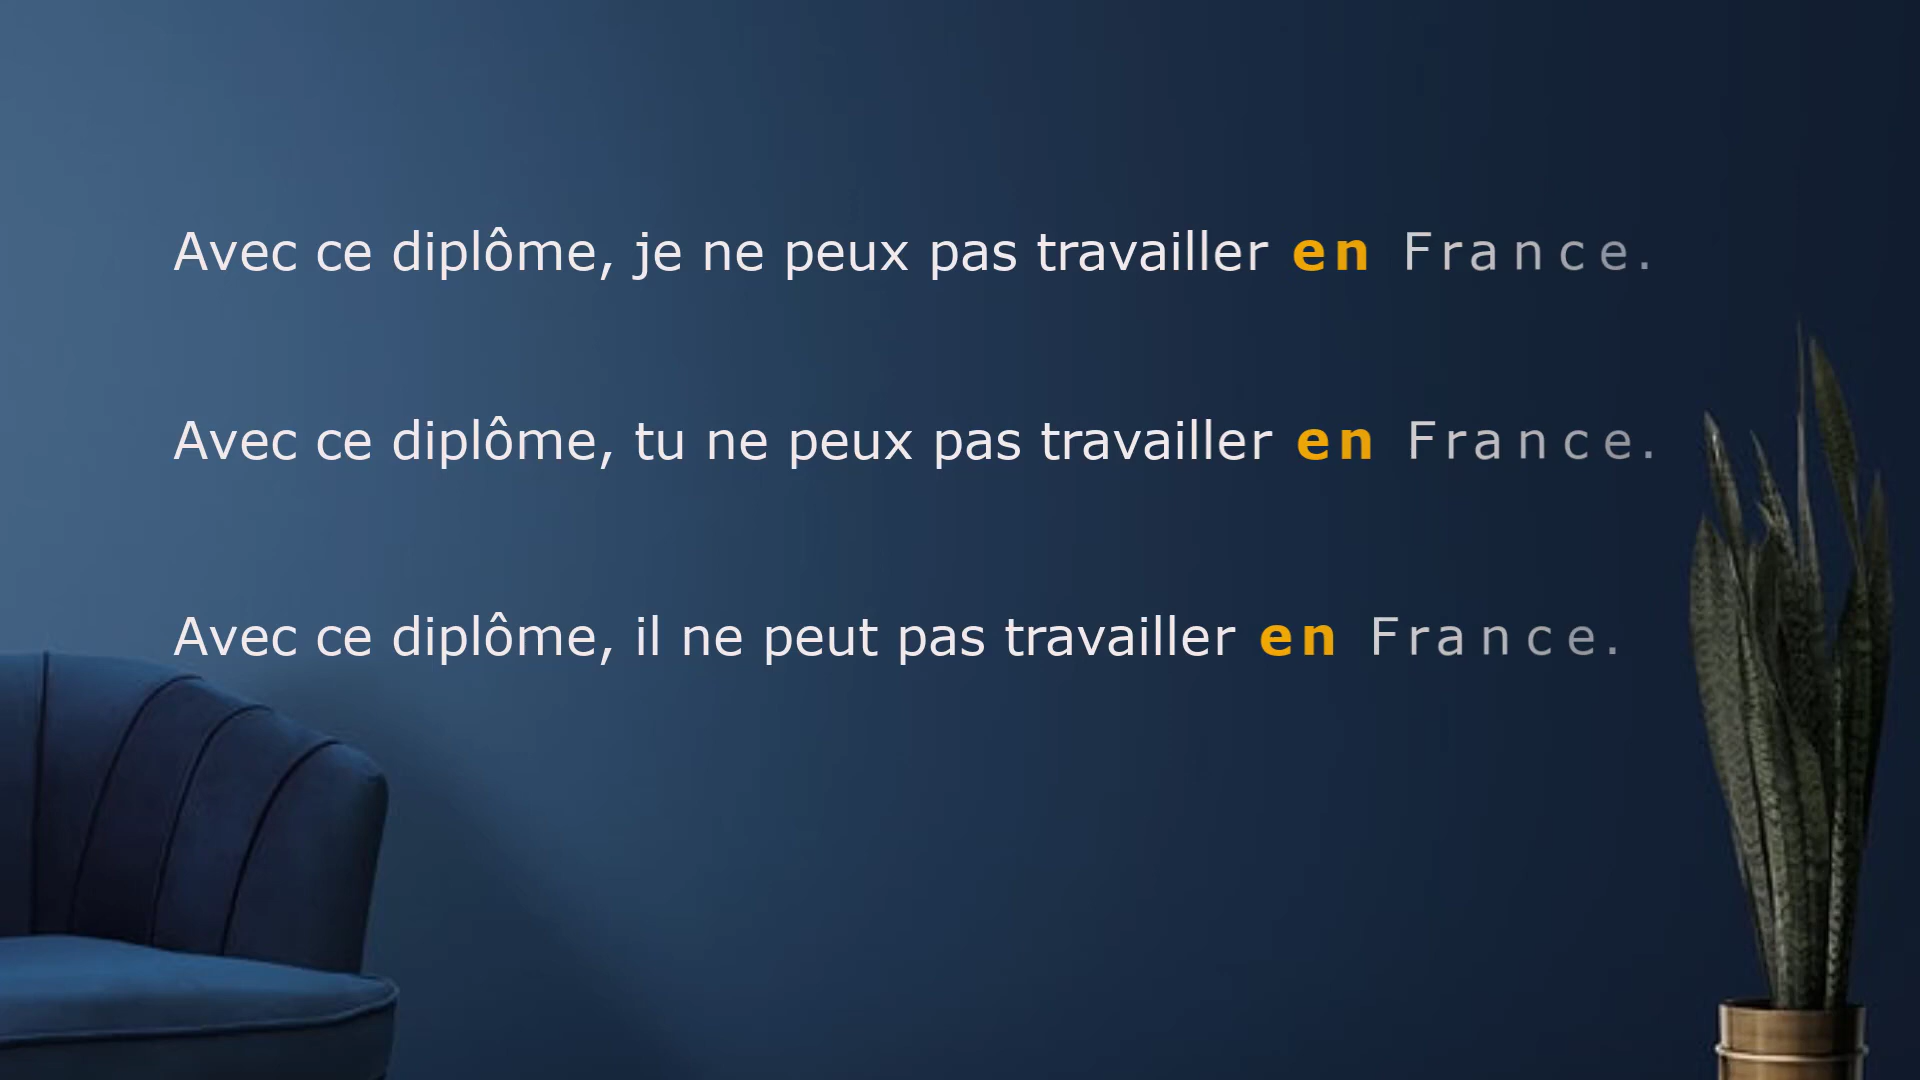 Avec ce diplôme, je ne peux pas travailler en France.
Avec ce diplôme, tu ne peux pas travailler en France.
Avec ce diplôme, il ne peut pas travailler en France.